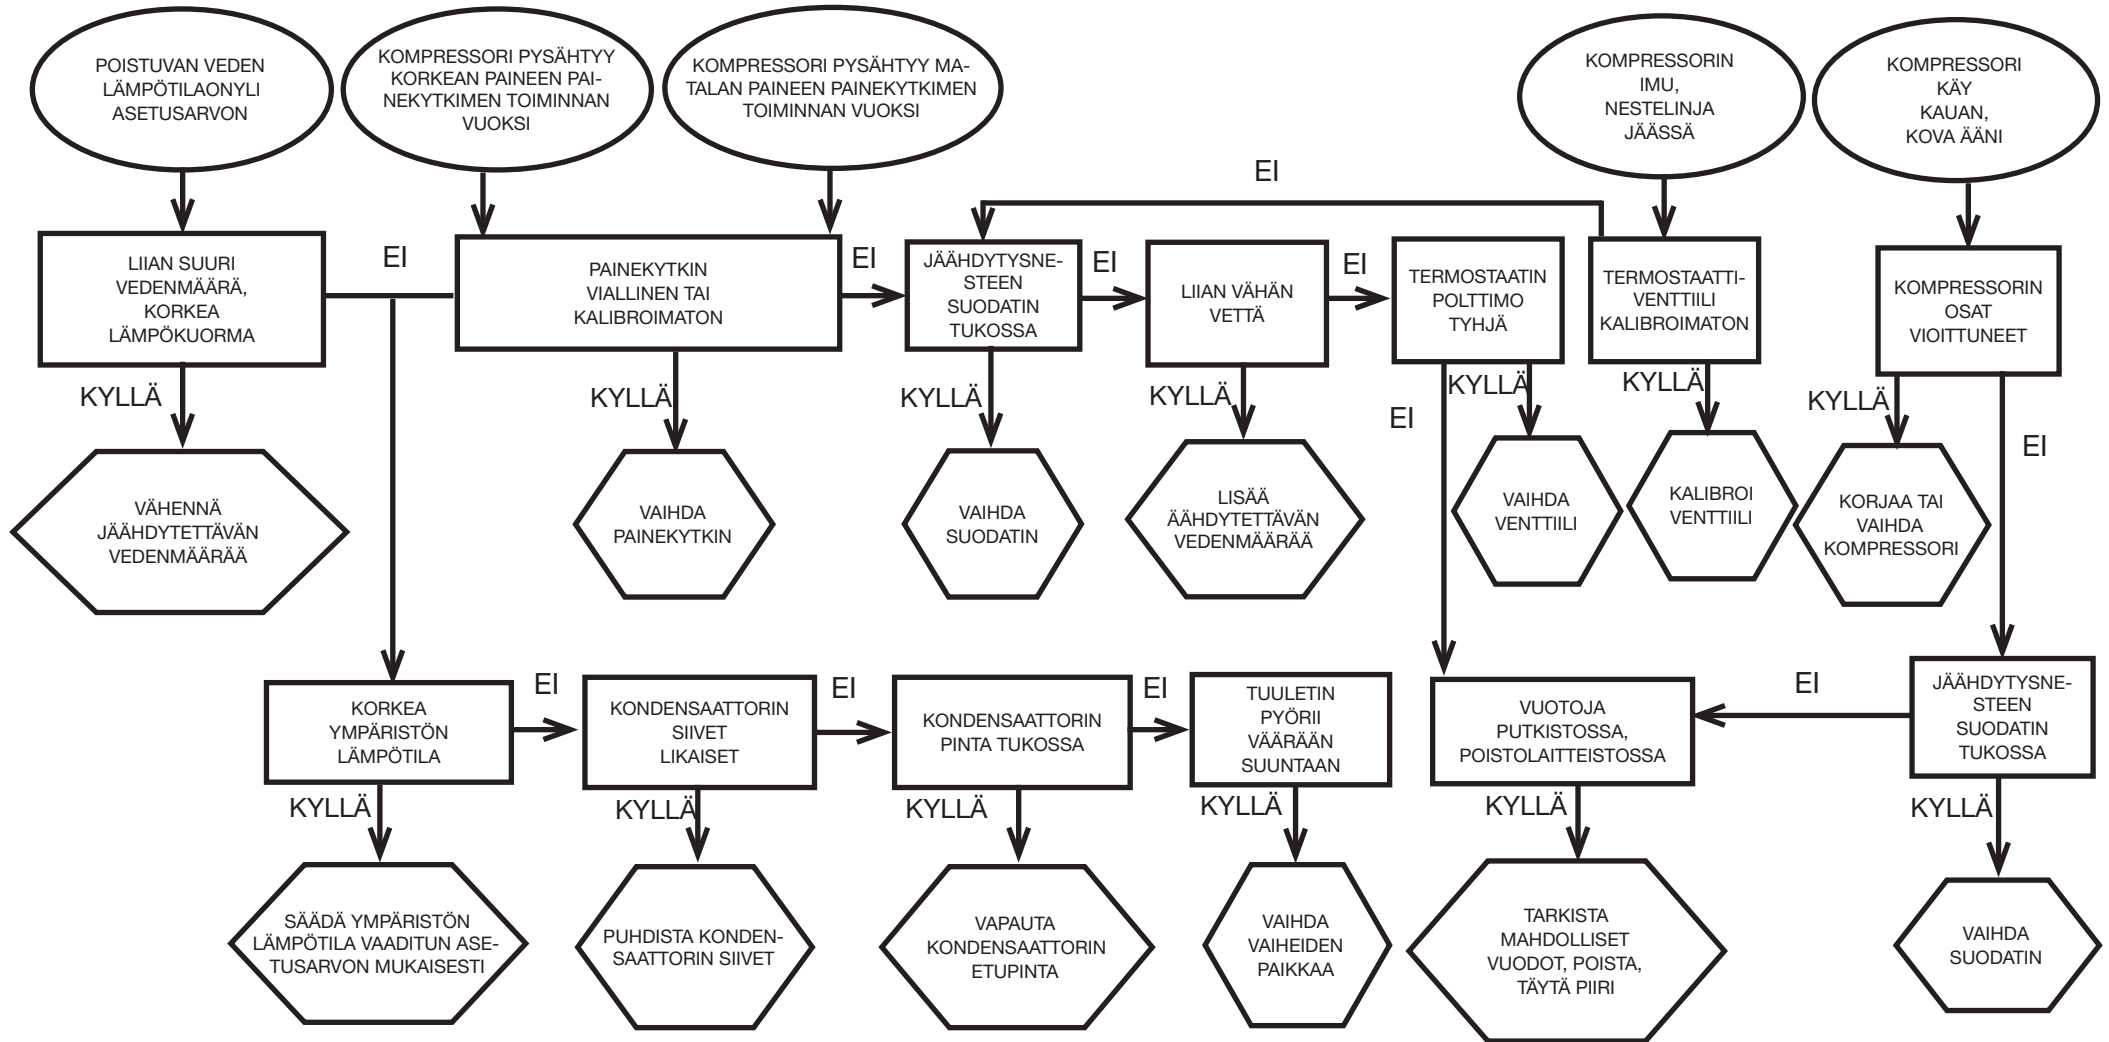 POISTUVAN VEDEN
LÄMPÖTILAONYLI
ASETUSARVON
KOMPRESSORI PYSÄHTYY
KORKEAN PAINEEN PAI-
NEKYTKIMEN TOIMINNAN
VUOKSI
KOMPRESSORI PYSÄHTYY MA-
TALAN PAINEEN PAINEKYTKIMEN
TOIMINNAN VUOKSI
KOMPRESSORIN
IMU,
NESTELINJA
JÄÄSSÄ
KOMPRESSORI
KÄY
KAUAN,
KOVA ÄÄNI
EI
LIIAN SUURI
VEDENMÄÄRÄ,
KORKEA
LÄMPÖKUORMA
EI
PAINEKYTKIN
VIALLINEN TAI
KALIBROIMATON
EI
JÄÄHDYTYSNE-
STEEN
SUODATIN
TUKOSSA
EI
LIIAN VÄHÄN
VETTÄ
EI
TERMOSTAATIN
POLTTIMO
TYHJÄ
TERMOSTAATTI-
VENTTIILI
KALIBROIMATON
KOMPRESSORIN
OSAT
VIOITTUNEET
KYLLÄ
KYLLÄ
KYLLÄ
KYLLÄ
EI
KYLLÄ
KYLLÄ
KYLLÄ
EI
VÄHENNÄ
JÄÄHDYTETTÄVÄN
VEDENMÄÄRÄÄ
VAIHDA
PAINEKYTKIN
VAIHDA
SUODATIN
LISÄÄ
ÄÄHDYTETTÄVÄN
VEDENMÄÄRÄÄ
VAIHDA
VENTTIILI
KALIBROI
VENTTIILI
KORJAA TAI
VAIHDA
KOMPRESSORI
KORKEA
YMPÄRISTÖN
LÄMPÖTILA
EI
KONDENSAATTORIN
SIIVET
LIKAISET
EI
KONDENSAATTORIN
PINTA TUKOSSA
EI
TUULETIN
PYÖRII
VÄÄRÄÄN
SUUNTAAN
VUOTOJA
PUTKISTOSSA,
POISTOLAITTEISTOSSA
EI
JÄÄHDYTYSNE-
STEEN
SUODATIN
TUKOSSA
KYLLÄ
KYLLÄ
KYLLÄ
KYLLÄ
KYLLÄ
KYLLÄ
SÄÄDÄ YMPÄRISTÖN
LÄMPÖTILA VAADITUN ASE-
TUSARVON MUKAISESTI
PUHDISTA KONDEN-
SAATTORIN SIIVET
VAPAUTA
KONDENSAATTORIN
ETUPINTA
VAIHDA
VAIHEIDEN
PAIKKAA
TARKISTA
MAHDOLLISET
VUODOT, POISTA,
TÄYTÄ PIIRI
VAIHDA
SUODATIN